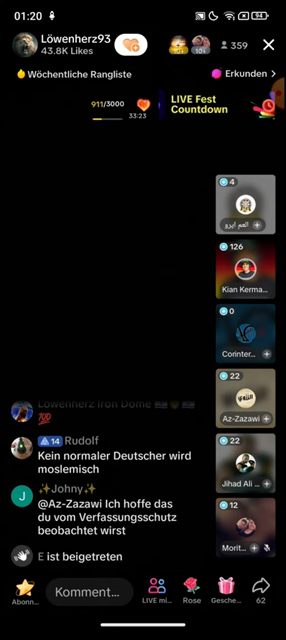 01:20
94
Löwenherz93
43.8K Likes
359
Wöchentliche Rangliste
Erkunden >
911/3000
33:23
LIVE Fest
Countdown
4
العم ابرو
126
Kian Kerma...
0
Corinter...
22
Az-Zazawi
22
Jihad Ali ...
12
Morit...
Löwenherz Iron Dome
💯
14 Rudolf
Kein normaler Deutscher wird
moslemisch
✨Johny✨
@Az-Zazawi Ich hoffe das
du vom Verfassungsschutz
beobachtet wirst
E ist beigetreten
Abonn...
Komment...
LIVE mi...
Rose
Gesche...
62